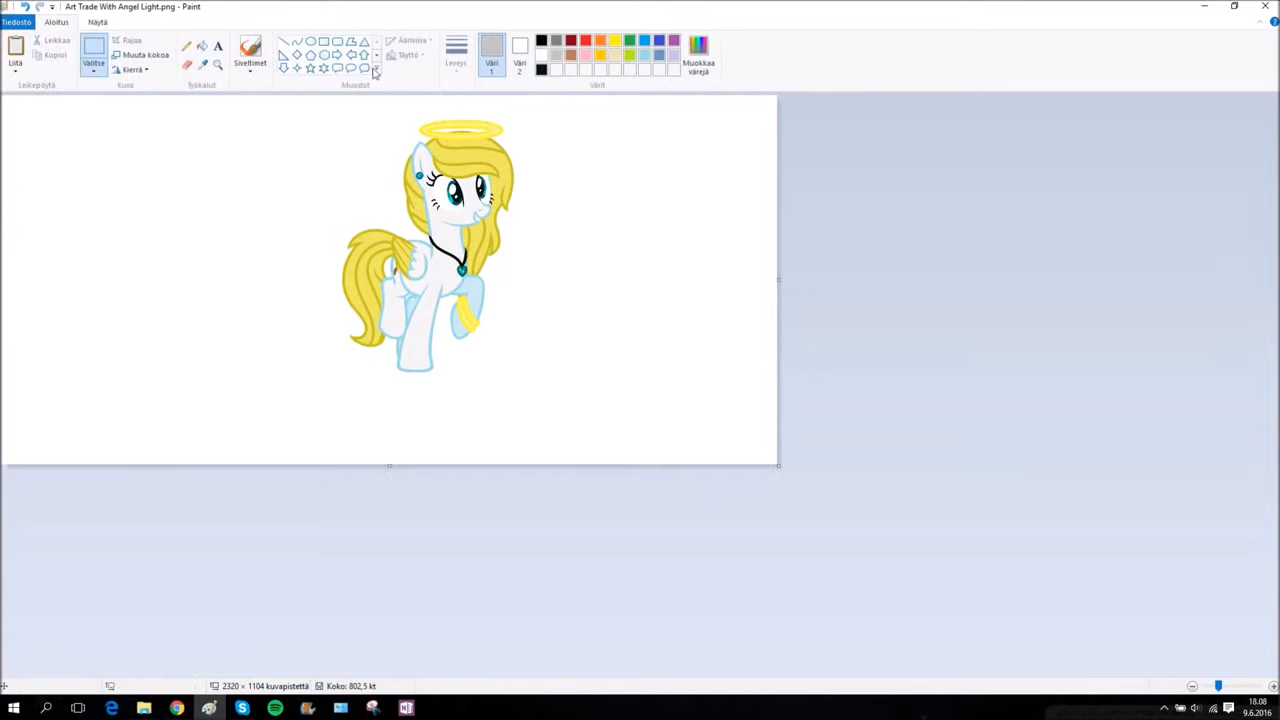 Art Trade With Angel Light.png - Paint
Tiedosto Aloitus Näytä
Liitä
Leikkaa
Kopioi
Leikepöytä
Valitse
Rajaa
Muuta kokoa
Kierrä
Kuva
A
Työkalut
Siveltimet
Muodot
Ääriviiva
Täyttö
Leveys
Väri 1
Väri 2
Värit
Muokkaa värejä
2320 × 1104 kuvapistettä
Koko: 802,5 kt
18.08
9.6.2016